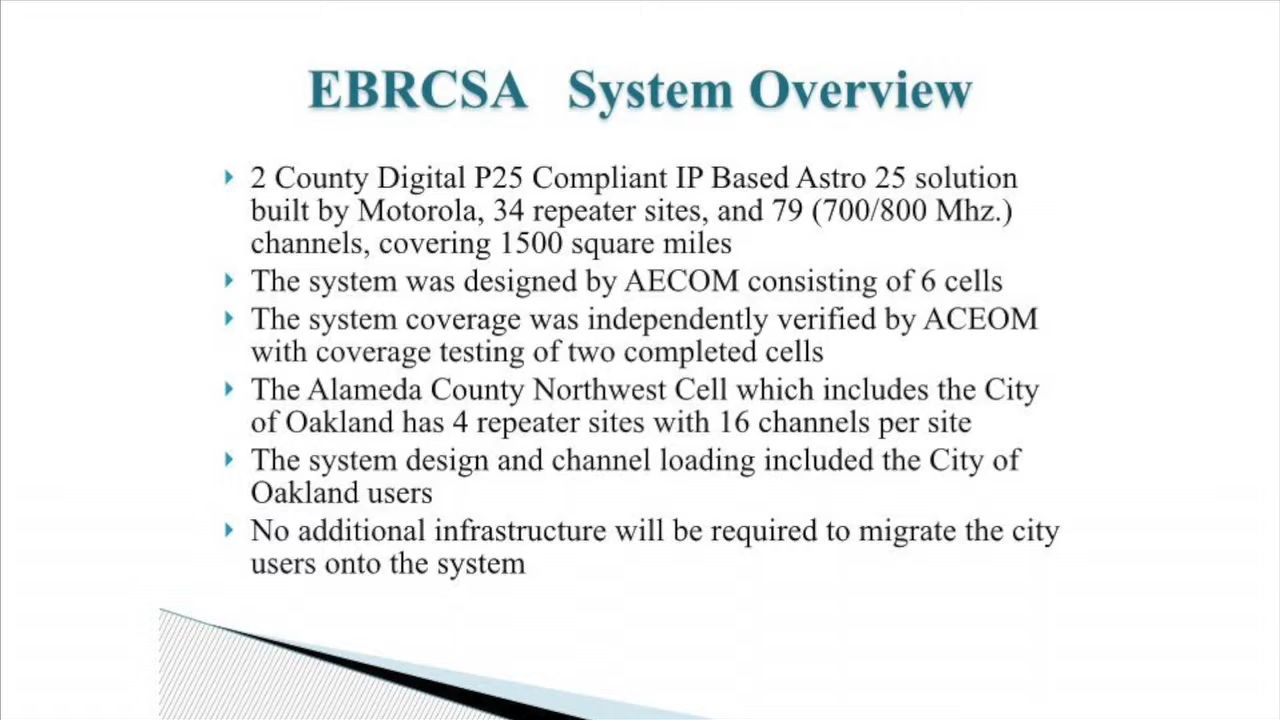 EBRCSA System Overview
2 County Digital P25 Compliant IP Based Astro 25 solution
built by Motorola, 34 repeater sites, and 79 (700/800 Mhz.)
channels, covering 1500 square miles
The system was designed by AECOM consisting of 6 cells
The system coverage was independently verified by ACEOM
with coverage testing of two completed cells
The Alameda County Northwest Cell which includes the City
of Oakland has 4 repeater sites with 16 channels per site
The system design and channel loading included the City of
Oakland users
No additional infrastructure will be required to migrate the city
users onto the system